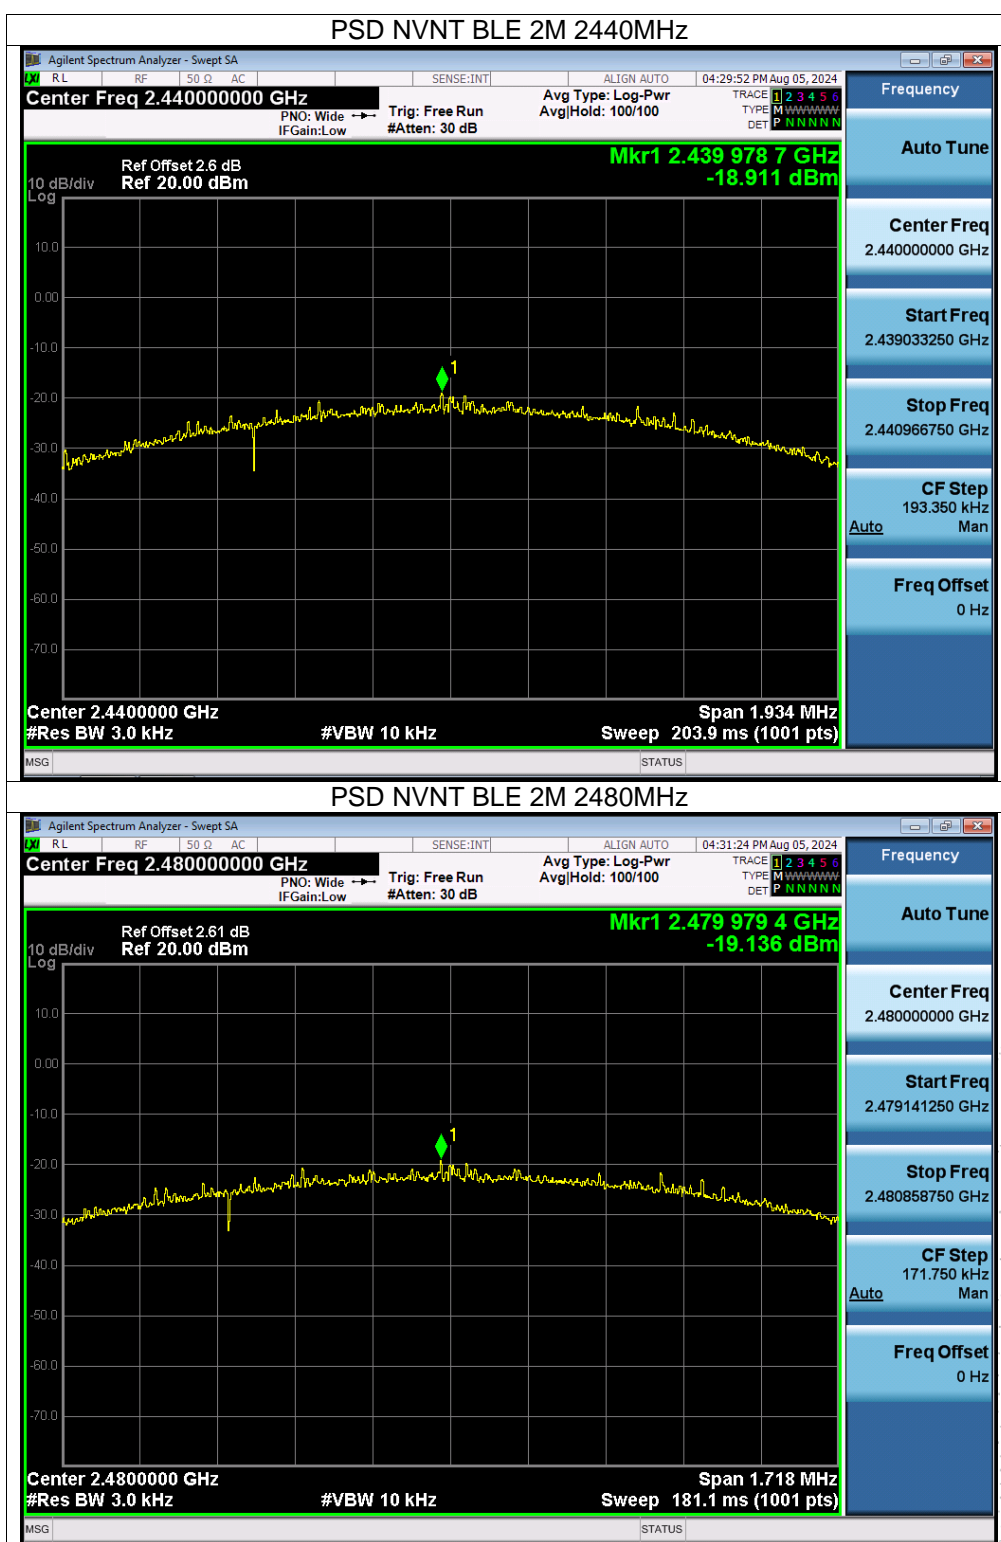 PSD NVNT BLE 2M 2440MHz
Agilent Spectrum Analyzer - Swept SA
LXI RL RF 50 Ω AC SENSE:INT ALIGN AUTO 04:29:52 PM Aug 05, 2024
Center Freq 2.440000000 GHz
PNO: Wide
IFGain:Low
Trig: Free Run
#Atten: 30 dB
Avg Type: Log-Pwr
Avg|Hold: 100/100
TRACE 1 2 3 4 5 6
TYPE M WWWWW
DET P N N N N N
Mkr1 2.439 978 7 GHz
-18.911 dBm
Ref Offset 2.6 dB
10 dB/div Ref 20.00 dBm
Log
10.0
0.00
-10.0
1
-20.0
-30.0
-40.0
-50.0
-60.0
-70.0
Center 2.4400000 GHz Span 1.934 MHz
#Res BW 3.0 kHz #VBW 10 kHz Sweep 203.9 ms (1001 pts)
MSG STATUS
Frequency
Auto Tune
Center Freq
2.440000000 GHz
Start Freq
2.439033250 GHz
Stop Freq
2.440966750 GHz
CF Step
193.350 kHz
Auto Man
Freq Offset
0 Hz
PSD NVNT BLE 2M 2480MHz
Agilent Spectrum Analyzer - Swept SA
LXI RL RF 50 Ω AC SENSE:INT ALIGN AUTO 04:31:24 PM Aug 05, 2024
Center Freq 2.480000000 GHz
PNO: Wide
IFGain:Low
Trig: Free Run
#Atten: 30 dB
Avg Type: Log-Pwr
Avg|Hold: 100/100
TRACE 1 2 3 4 5 6
TYPE M WWWWW
DET P N N N N N
Mkr1 2.479 979 4 GHz
-19.136 dBm
Ref Offset 2.61 dB
10 dB/div Ref 20.00 dBm
Log
10.0
0.00
-10.0
1
-20.0
-30.0
-40.0
-50.0
-60.0
-70.0
Center 2.4800000 GHz Span 1.718 MHz
#Res BW 3.0 kHz #VBW 10 kHz Sweep 181.1 ms (1001 pts)
MSG STATUS
Frequency
Auto Tune
Center Freq
2.480000000 GHz
Start Freq
2.479141250 GHz
Stop Freq
2.480858750 GHz
CF Step
171.750 kHz
Auto Man
Freq Offset
0 Hz